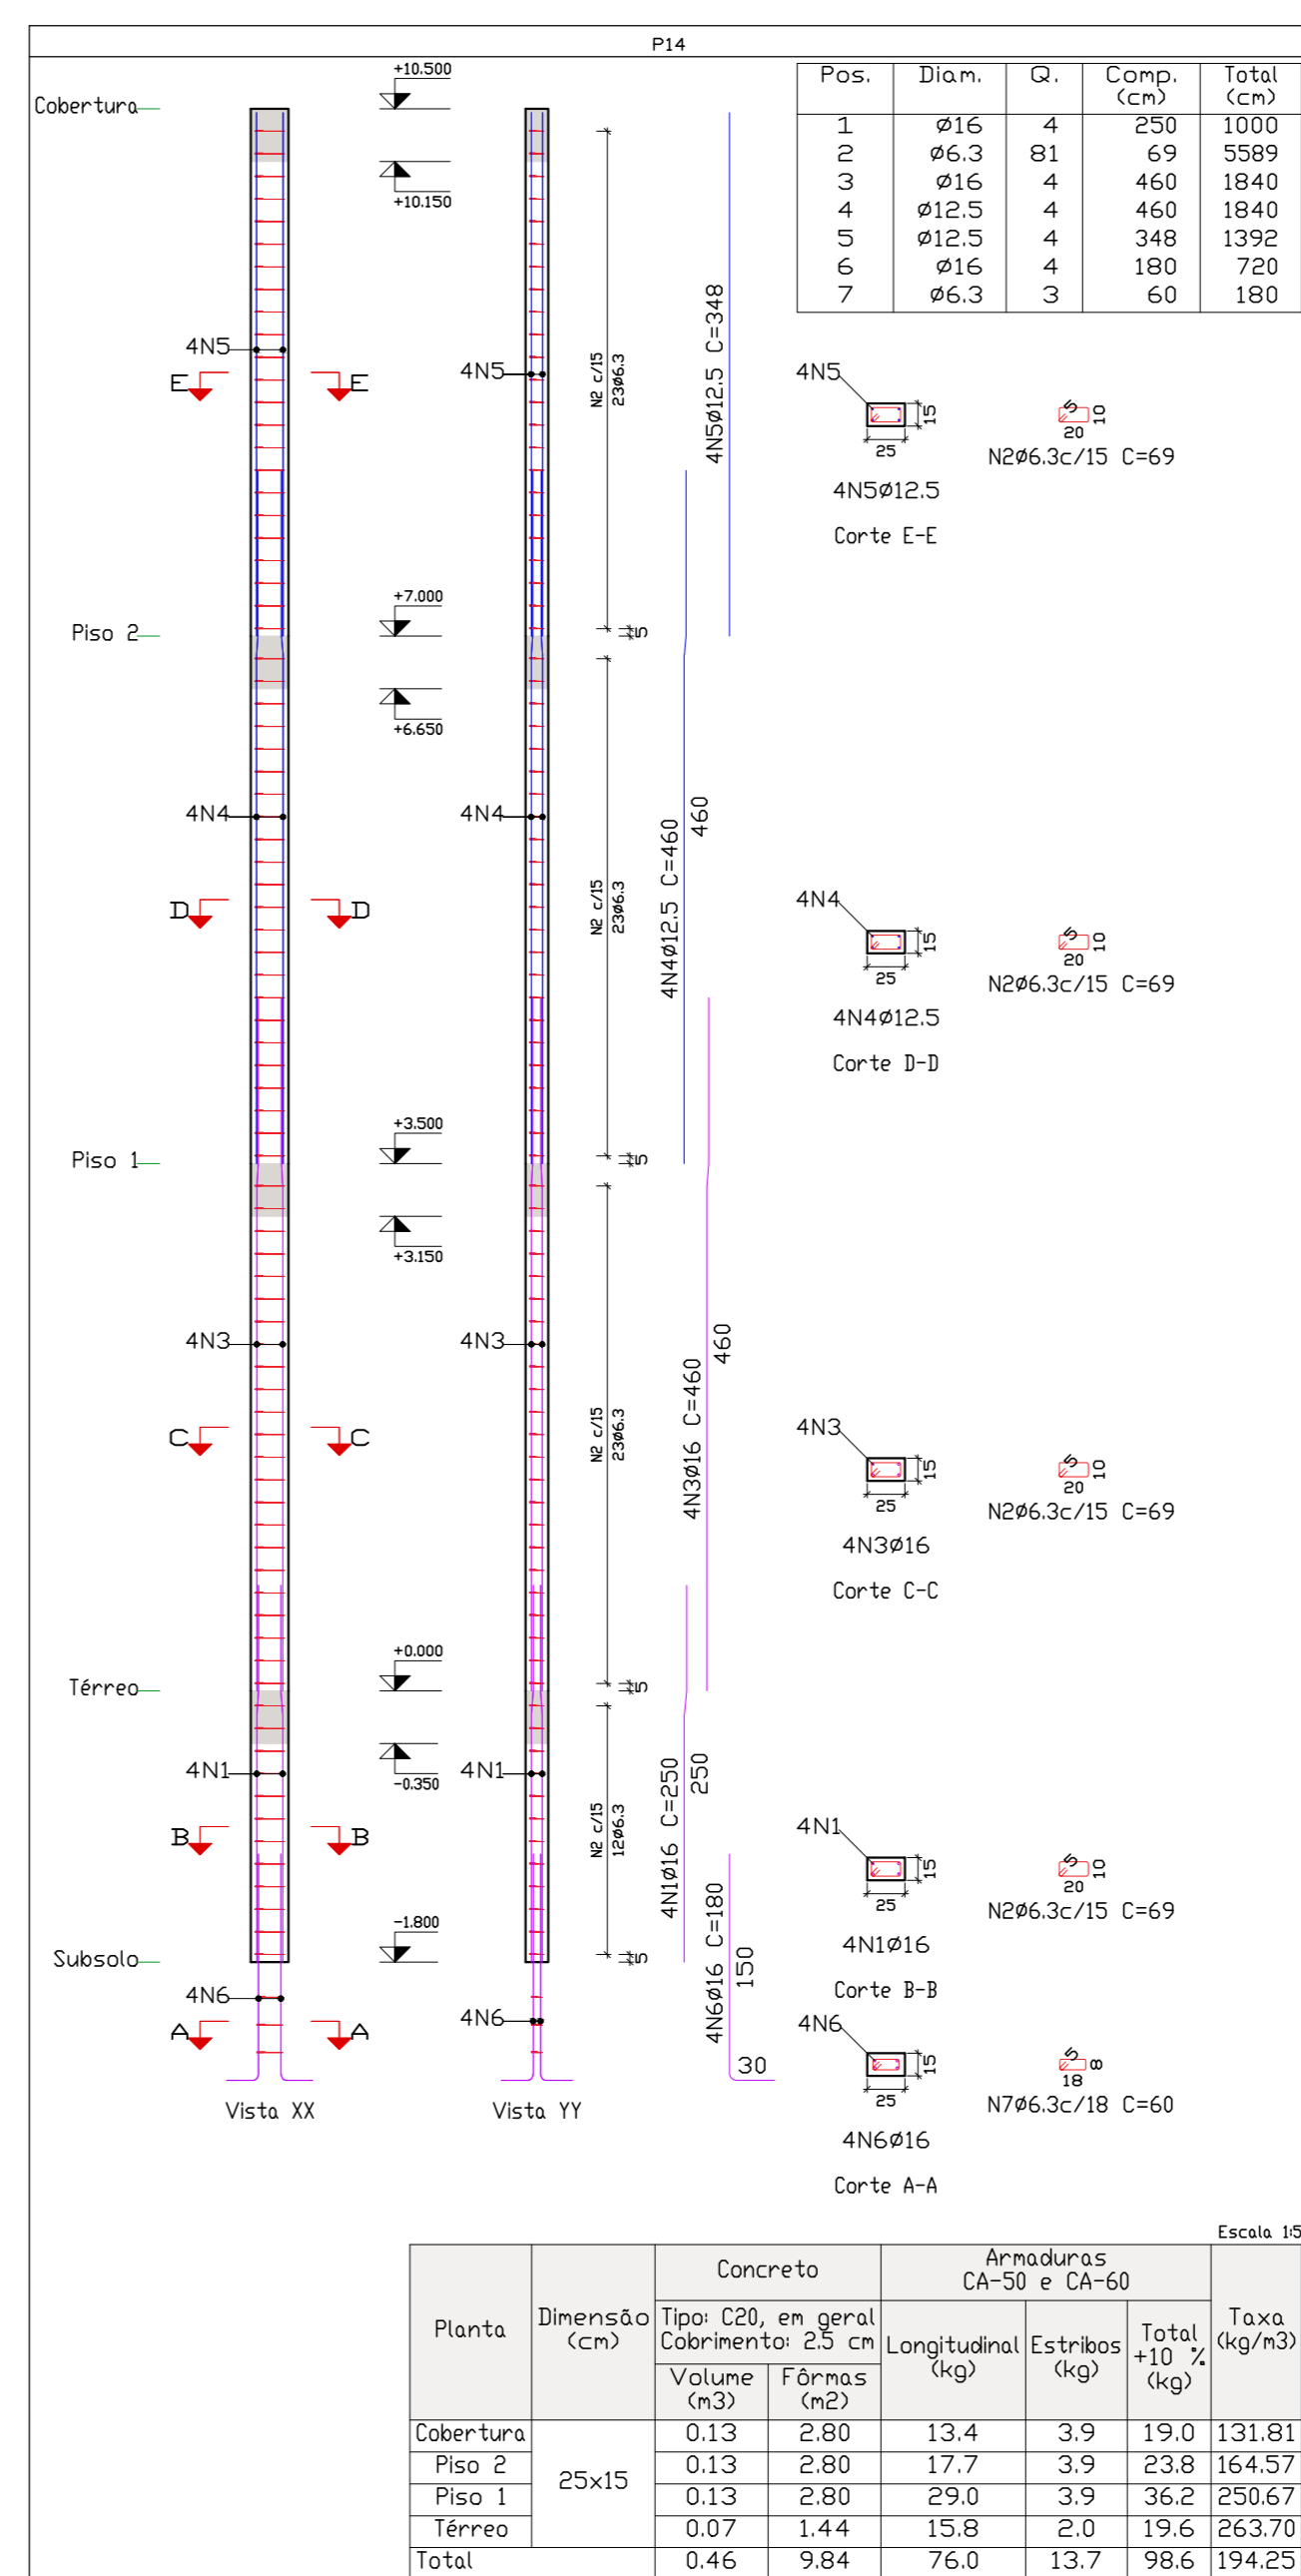 P14
Pos. Diam. Q. Comp. (cm) Total (cm)
1 ø16 4 250 1000
2 ø6.3 81 69 5589
3 ø16 4 460 1840
4 ø12.5 4 460 1840
5 ø12.5 4 348 1392
6 ø16 4 180 720
7 ø6.3 3 60 180
Cobertura
+10.500
+10.150
4N5
4N5
E E
N2 c/15
23ø6.3
4N5ø12.5 C=348
4N5
15
25
4N5ø12.5
Corte E-E
5
10
20
N2ø6.3c/15 C=69
Piso 2
+7.000
5
+6.650
4N4
4N4
D D
N2 c/15
23ø6.3
4N4ø12.5 C=460
460
4N4
15
25
4N4ø12.5
Corte D-D
5
10
20
N2ø6.3c/15 C=69
Piso 1
+3.500
5
+3.150
4N3
4N3
C C
N2 c/15
23ø6.3
4N3ø16 C=460
460
4N3
15
25
4N3ø16
Corte C-C
5
10
20
N2ø6.3c/15 C=69
Térreo
+0.000
5
-0.350
4N1
4N1
B B
N2 c/15
12ø6.3
4N1ø16 C=250
250
4N1
15
25
4N1ø16
Corte B-B
5
10
20
N2ø6.3c/15 C=69
Subsolo
-1.800
5
4N6
4N6
A A
4N6ø16 C=180
150
30
4N6
15
25
4N6ø16
Corte A-A
5
8
18
N7ø6.3c/18 C=60
Vista XX
Vista YY
Escala 1:5
Planta
Dimensão
(cm)
Concreto
Tipo: C20, em geral
Cobrimento: 2.5 cm
Volume
(m3)
Fôrmas
(m2)
Armaduras
CA-50 e CA-60
Longitudinal
(kg)
Estribos
(kg)
Total
+10 %
(kg)
Taxa
(kg/m3)
Cobertura 0.13 2.80 13.4 3.9 19.0 131.81
Piso 2 0.13 2.80 17.7 3.9 23.8 164.57
25x15
Piso 1 0.13 2.80 29.0 3.9 36.2 250.67
Térreo 0.07 1.44 15.8 2.0 19.6 263.70
Total 0.46 9.84 76.0 13.7 98.6 194.25